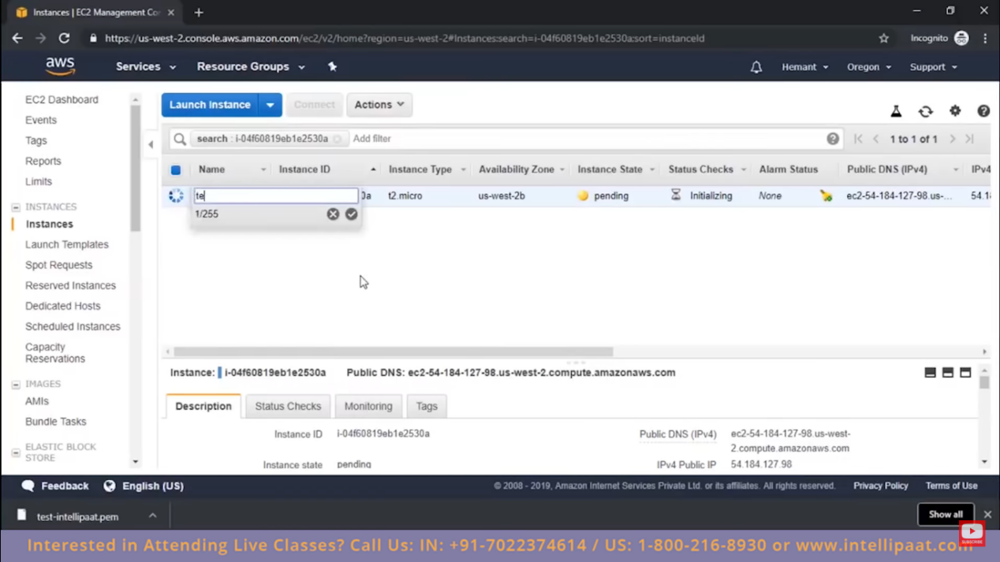 Instances | EC2 Management Con
https://us-west-2.console.aws.amazon.com/ec2/v2/home?region=us-west-2#Instances:search=i-04f60819eb1e2530a;sort=instanceId
Incognito
aws
Services
Resource Groups
Hemant
Oregon
Support
EC2 Dashboard
Events
Tags
Reports
Limits
INSTANCES
Instances
Launch Templates
Spot Requests
Reserved Instances
Dedicated Hosts
Scheduled Instances
Capacity
Reservations
IMAGES
AMIs
Bundle Tasks
ELASTIC BLOCK
STORE
Launch Instance
Connect
Actions
search : i-04f60819eb1e2530a
Add filter
1 to 1 of 1
Name Instance ID Instance Type Availability Zone Instance State Status Checks Alarm Status Public DNS (IPv4) IPv4
te 0a t2.micro us-west-2b pending Initializing None ec2-54-184-127-98.us-... 54.18
1/255
Instance: i-04f60819eb1e2530a Public DNS: ec2-54-184-127-98.us-west-2.compute.amazonaws.com
Description
Status Checks
Monitoring
Tags
Instance ID i-04f60819eb1e2530a
Public DNS (IPv4) ec2-54-184-127-98.us-west-
2.compute.amazonaws.com
Instance state pending
IPv4 Public IP 54.184.127.98
Feedback
English (US)
© 2008 - 2019, Amazon Internet Services Private Ltd. or its affiliates. All rights reserved.
Privacy Policy
Terms of Use
test-intellipaat.pem
Show all
SUBSCRIBE
Interested in Attending Live Classes? Call Us: IN: +91-7022374614 / US: 1-800-216-8930 or www.intellipaat.com